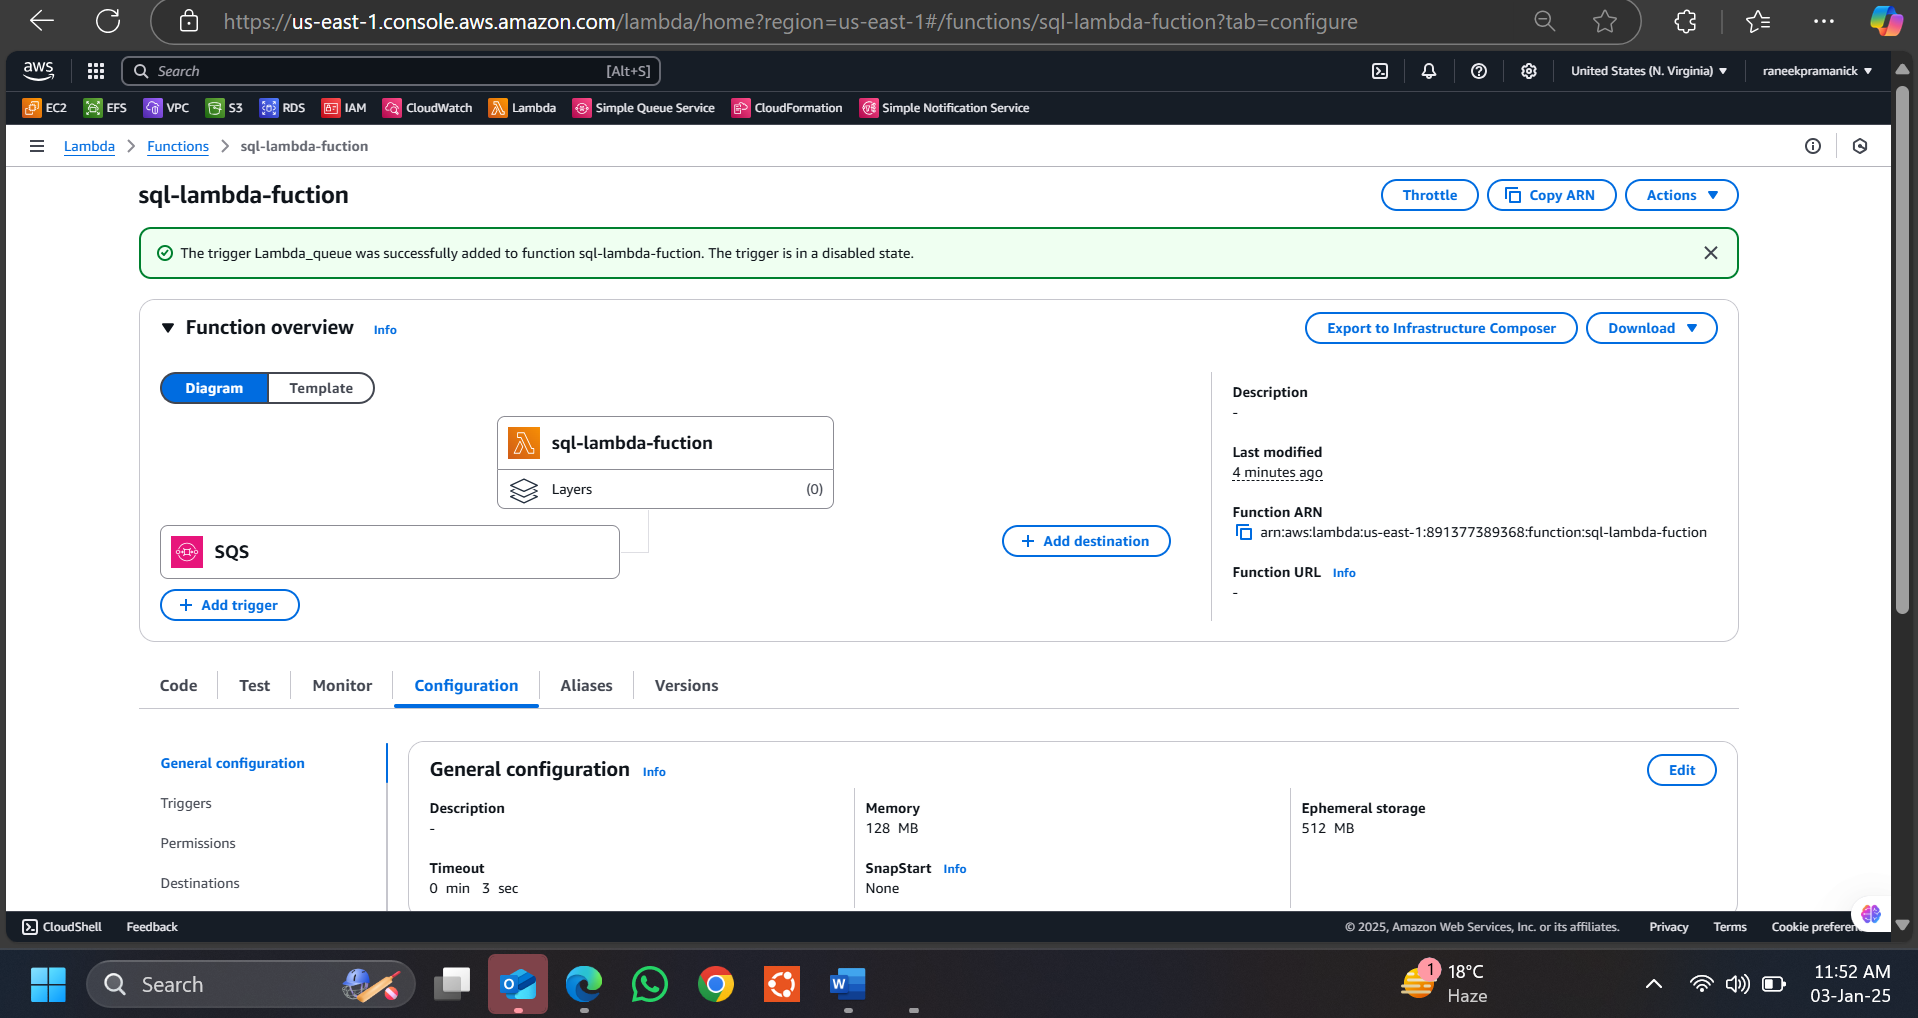 https://us-east-1.console.aws.amazon.com/lambda/home?region=us-east-1#/functions/sql-lambda-fuction?tab=configure
aws
Search [Alt+S]
United States (N. Virginia)
raneekpramanick
EC2 EFS VPC S3 RDS IAM CloudWatch Lambda Simple Queue Service CloudFormation Simple Notification Service
Lambda > Functions > sql-lambda-fuction
sql-lambda-fuction
Throttle
Copy ARN
Actions
The trigger Lambda_queue was successfully added to function sql-lambda-fuction. The trigger is in a disabled state.
Function overview Info
Export to Infrastructure Composer
Download
Diagram
Template
sql-lambda-fuction
Layers (0)
SQS
+ Add trigger
+ Add destination
Description
-
Last modified
4 minutes ago
Function ARN
arn:aws:lambda:us-east-1:891377389368:function:sql-lambda-fuction
Function URL Info
-
Code Test Monitor Configuration Aliases Versions
General configuration
Triggers
Permissions
Destinations
General configuration Info
Edit
Description
-
Memory
128 MB
Ephemeral storage
512 MB
Timeout
0 min 3 sec
SnapStart Info
None
CloudShell Feedback
© 2025, Amazon Web Services, Inc. or its affiliates. Privacy Terms Cookie preferen
Search
1
18°C
Haze
11:52 AM
03-Jan-25